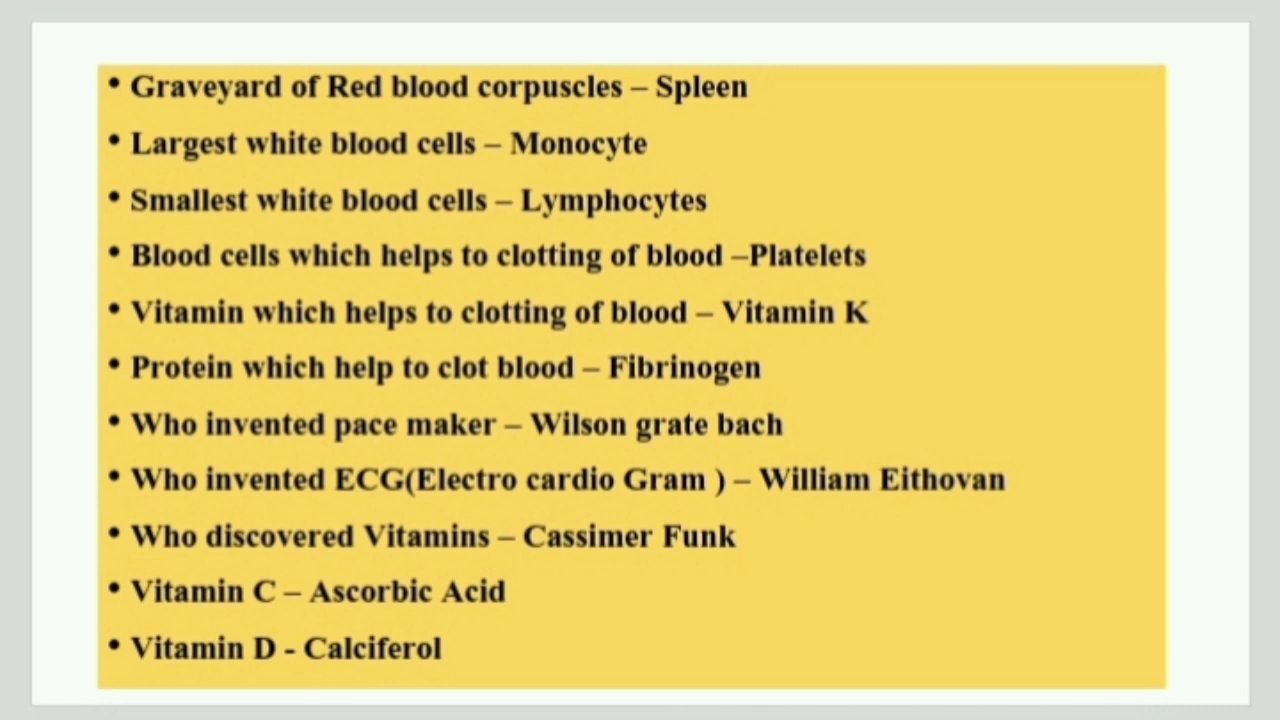 • Graveyard of Red blood corpuscles – Spleen
• Largest white blood cells – Monocyte
• Smallest white blood cells – Lymphocytes
• Blood cells which helps to clotting of blood –Platelets
• Vitamin which helps to clotting of blood – Vitamin K
• Protein which help to clot blood – Fibrinogen
• Who invented pace maker – Wilson grate bach
• Who invented ECG(Electro cardio Gram ) – William Eithovan
• Who discovered Vitamins – Cassimer Funk
• Vitamin C – Ascorbic Acid
• Vitamin D - Calciferol